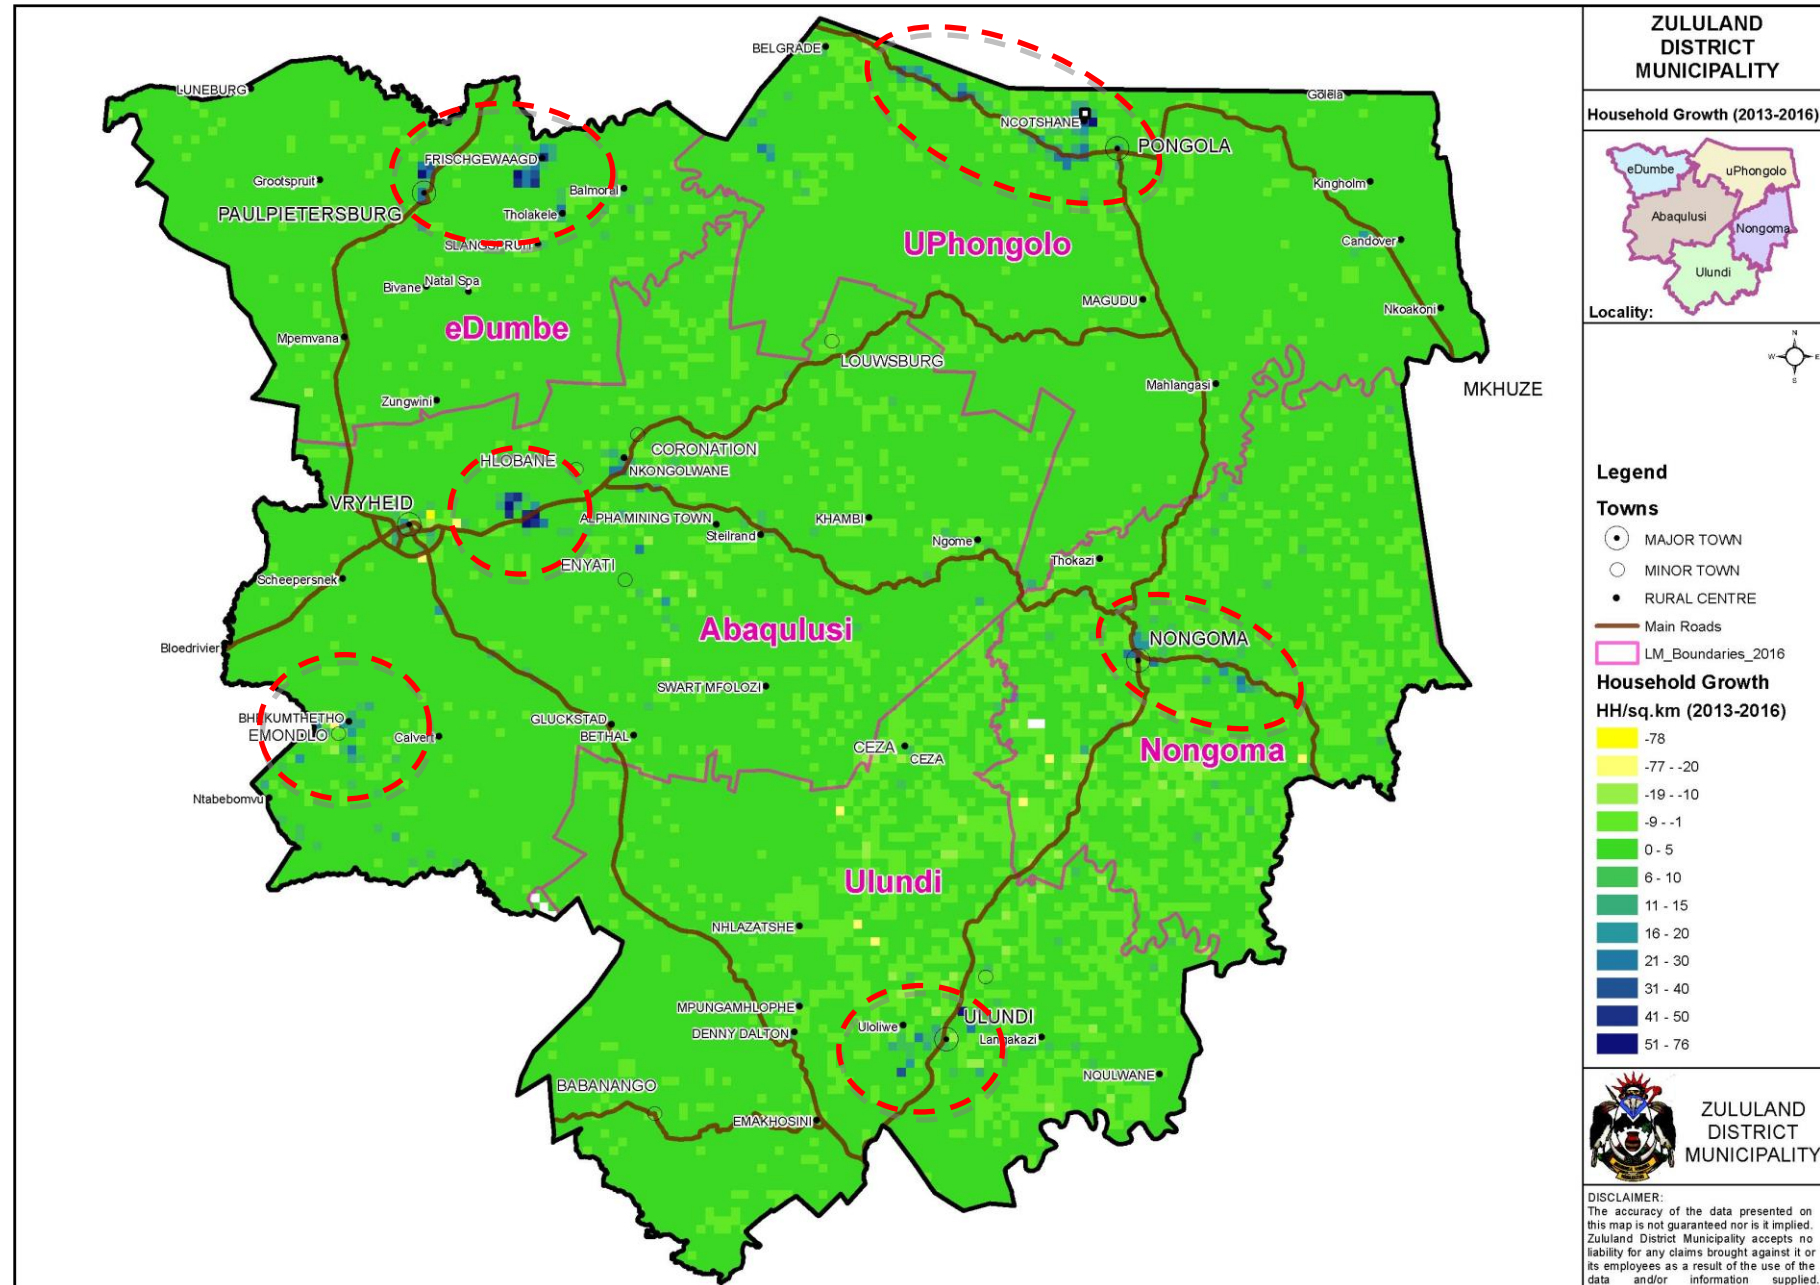 BELGRADE
LUNEBURG
Golela
NCOTSHANE
PONGOLA
FRISCHGEWAAGD
Grootspruit
Balmoral
Kingholm
PAULPIETERSBURG
Tholakele
SLANGSPRUIT
UPhongolo
Candover
Bivane
Natal Spa
MAGUDU
Nkoakoni
eDumbe
Mpemvana
LOUWSBURG
Mahlangasi
MKHUZE
Zungwini
CORONATION
HLOBANE
NKONGOLWANE
VRYHEID
ALPHA MINING TOWN
KHAMBI
Steilrand
Ngome
Thokazi
ENYATI
Scheepersnek
Abaqulusi
NONGOMA
Bloedrivier
SWART MFOLOZI
BHEKUMTHETHO
EMONDLO
Calvert
GLUCKSTAD
BETHAL
CEZA
CEZA
Nongoma
Ntabebomvu
Ulundi
NHLAZATSHE
MPUNGAMHLOPHE
DENNY DALTON
Uloliwe
ULUNDI
Langakazi
NQULWANE
BABANANGO
EMAKHOSINI
ZULULAND
DISTRICT
MUNICIPALITY
Household Growth (2013-2016)
eDumbe
uPhongolo
Abaqulusi
Nongoma
Ulundi
Locality:
N
W E
S
Legend
Towns
MAJOR TOWN
MINOR TOWN
RURAL CENTRE
Main Roads
LM_Boundaries_2016
Household Growth
HH/sq.km (2013-2016)
-78
-77 - -20
-19 - -10
-9 - -1
0 - 5
6 - 10
11 - 15
16 - 20
21 - 30
31 - 40
41 - 50
51 - 76
ZULULAND
DISTRICT
MUNICIPALITY
DISCLAIMER:
The accuracy of the data presented on
this map is not guaranteed nor is it implied.
Zululand District Municipality accepts no
liability for any claims brought against it or
its employees as a result of the use of the
data and/or information supplied.